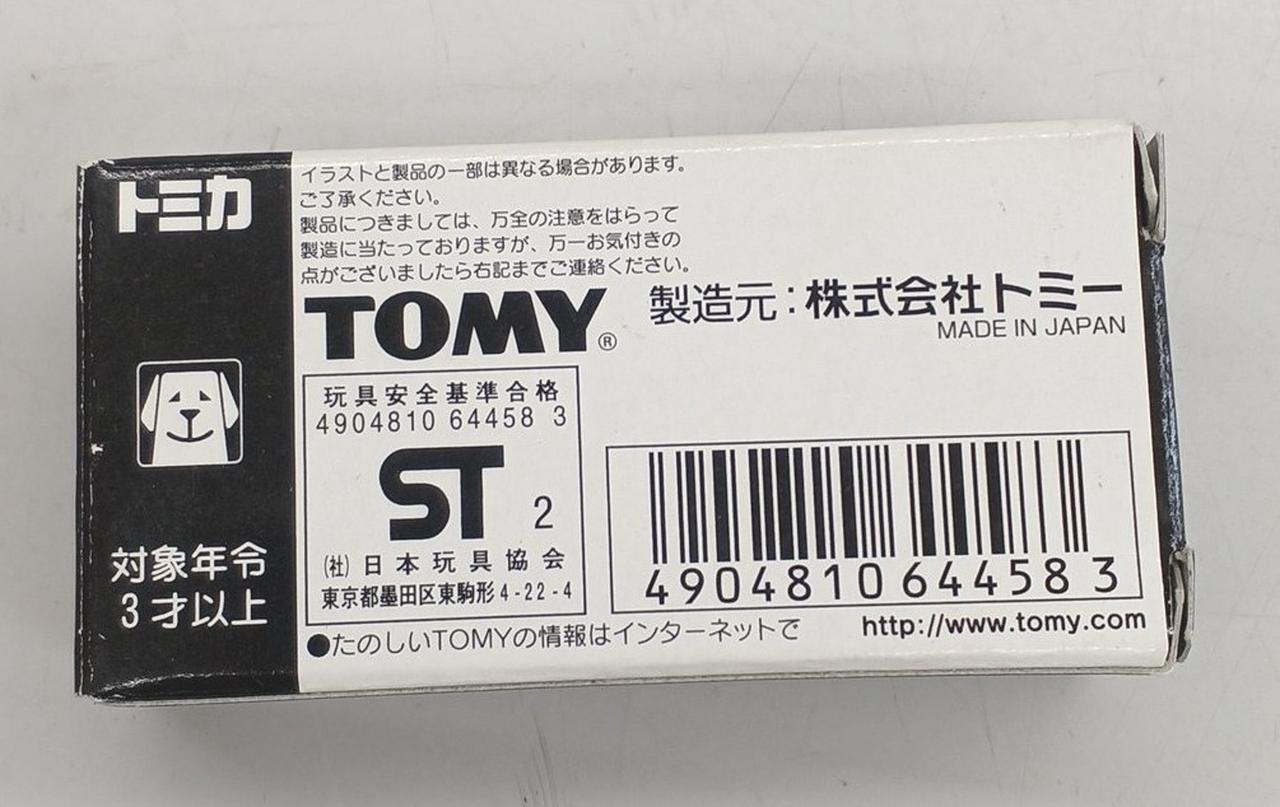 トミカ
対象年令
3才以上
イラストと製品の一部は異なる場合があります。
ご了承ください。
製品につきましては、万全の注意をはらって
製造に当たっておりますが、万一お気付きの
点がございましたら右記までご連絡ください。
TOMY®
製造元:株式会社トミー
MADE IN JAPAN
玩具安全基準合格
4904810 64458 3
ST 2
(社)日本玩具協会
東京都墨田区東駒形4-22-4
4904810644583
●たのしいTOMYの情報はインターネットで
http://www.tomy.com